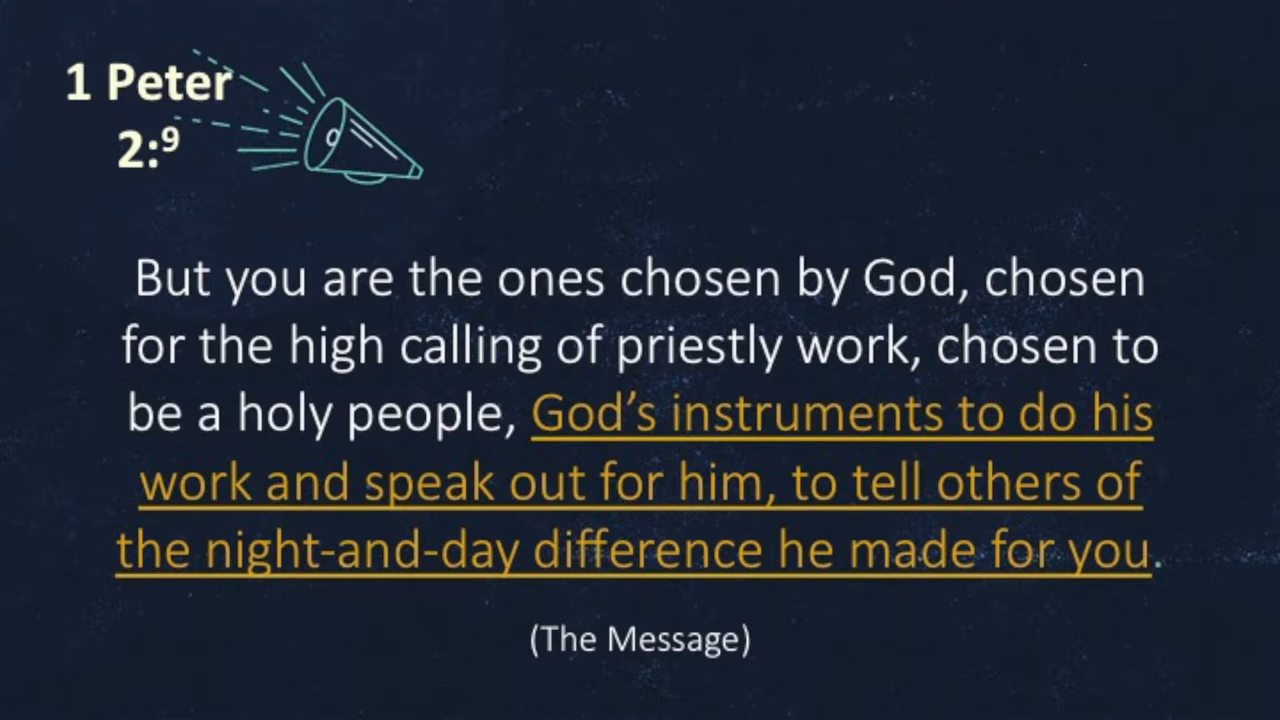 1 Peter
2:⁹
But you are the ones chosen by God, chosen
for the high calling of priestly work, chosen to
be a holy people, God’s instruments to do his
work and speak out for him, to tell others of
the night-and-day difference he made for you.
(The Message)